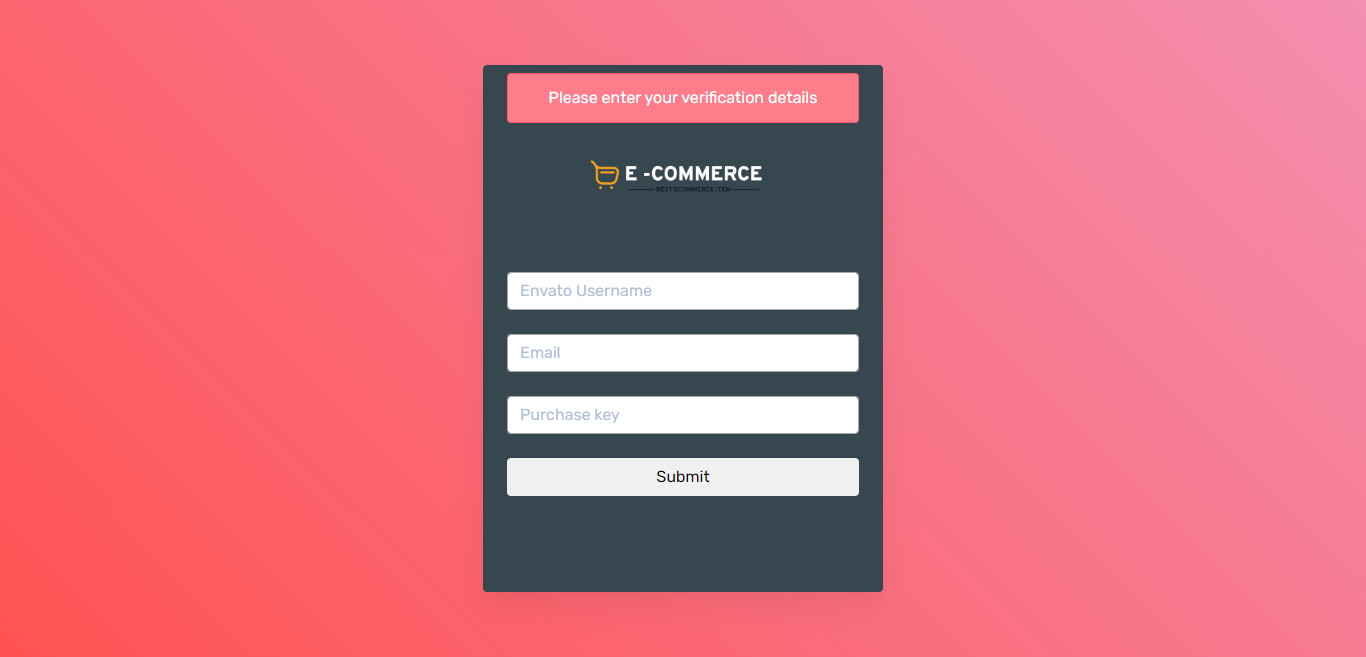 Please enter your verification details
E -COMMERCE
BEST ECOMMERCE ITEM
Envato Username
Email
Purchase key
Submit